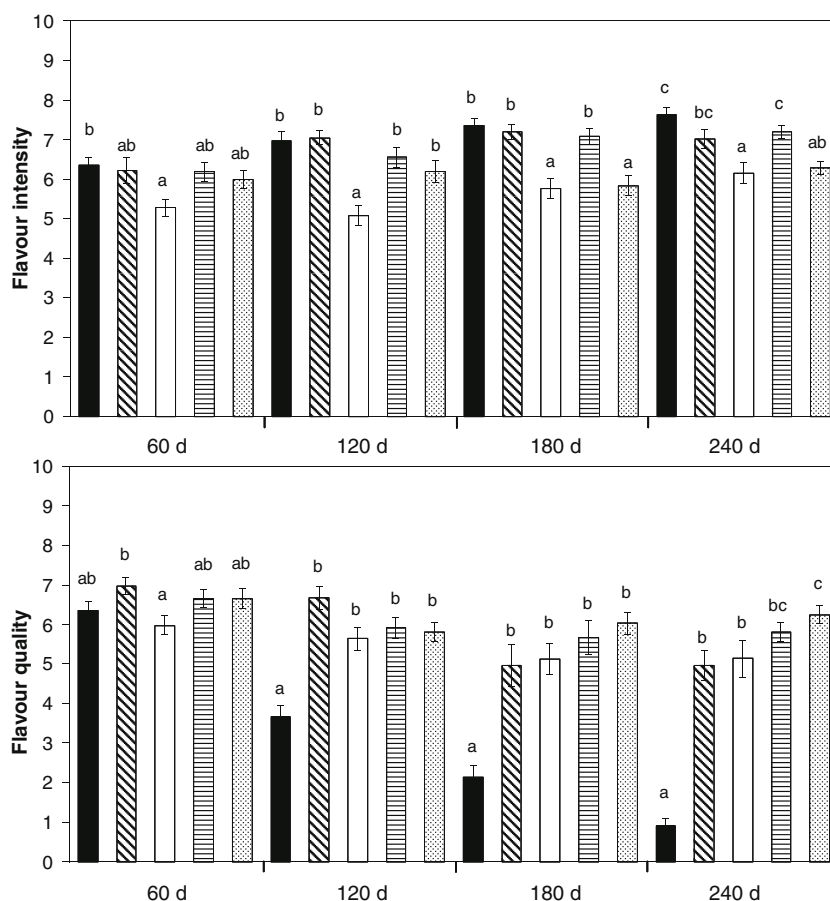 10
9
8
7
6
5
4
3
2
1
0
Flavour intensity
b ab a ab ab
b b a b b
b b a b a
c bc a c ab
60 d 120 d 180 d 240 d
10
9
8
7
6
5
4
3
2
1
0
Flavour quality
ab b a ab ab
a b b b b
a b b b b
a b b bc c
60 d 120 d 180 d 240 d